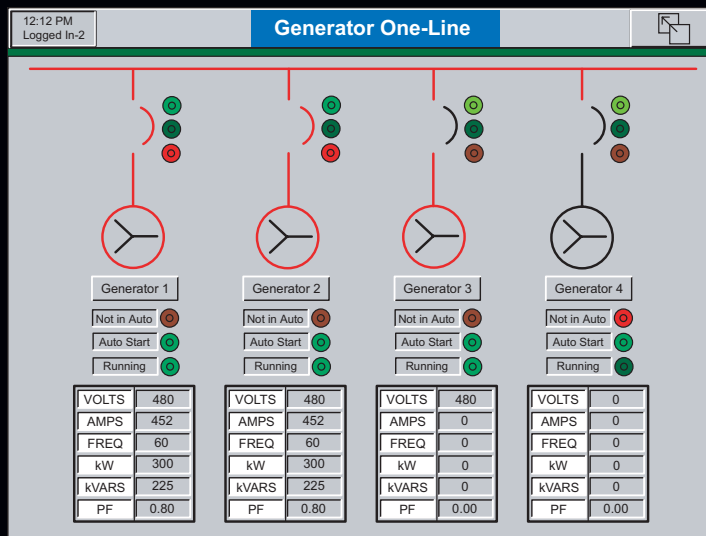 12:12 PM
Logged In-2
Generator One-Line
Generator 1 Generator 2 Generator 3 Generator 4
Not in Auto Not in Auto Not in Auto Not in Auto
Auto Start Auto Start Auto Start Auto Start
Running Running Running Running
VOLTS 480 VOLTS 480 VOLTS 480 VOLTS 0
AMPS 452 AMPS 452 AMPS 0 AMPS 0
FREQ 60 FREQ 60 FREQ 0 FREQ 0
kW 300 kW 300 kW 0 kW 0
kVARS 225 kVARS 225 kVARS 0 kVARS 0
PF 0.80 PF 0.80 PF 0.00 PF 0.00